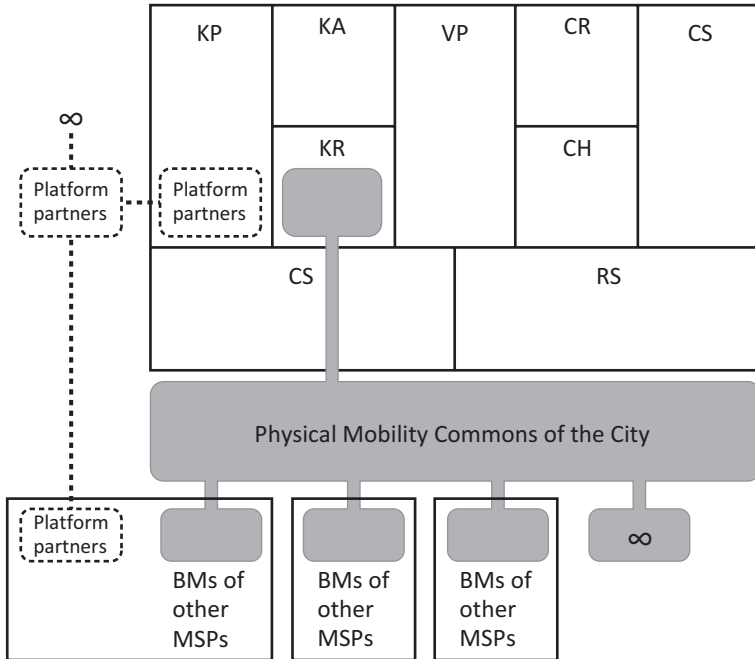 KP
KA
VP
CR
CS
∞
KR
CH
Platform
partners
Platform
partners
CS
RS
Physical Mobility Commons of the City
Platform
partners
∞
BMs of
other
MSPs
BMs of
other
MSPs
BMs of
other
MSPs